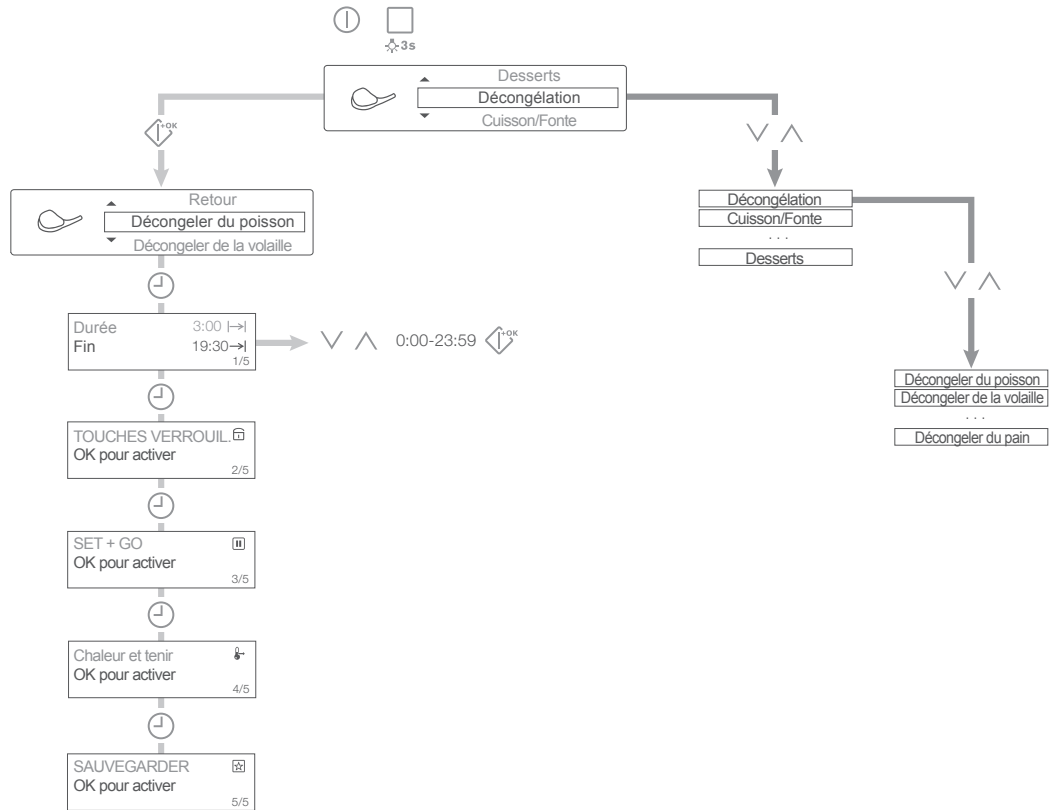 3s
Desserts
Décongélation
Cuisson/Fonte
+OK
Retour
Décongeler du poisson
Décongeler de la volaille
Durée 3:00
Fin 19:30
1/5
0:00-23:59 +OK
TOUCHES VERROUIL.
OK pour activer
2/5
SET + GO
OK pour activer
3/5
Chaleur et tenir
OK pour activer
4/5
SAUVEGARDER
OK pour activer
5/5
Décongélation
Cuisson/Fonte
. . .
Desserts
Décongeler du poisson
Décongeler de la volaille
. . .
Décongeler du pain